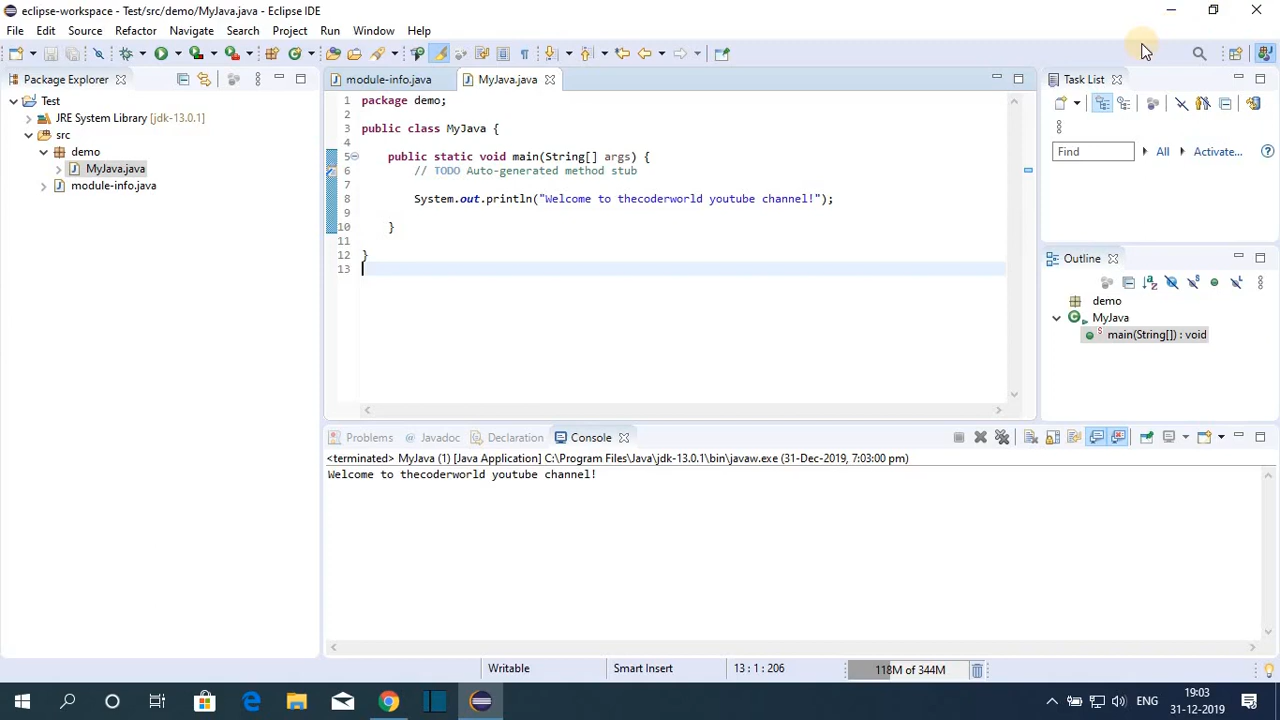 eclipse-workspace - Test/src/demo/MyJava.java - Eclipse IDE
File Edit Source Refactor Navigate Search Project Run Window Help
Package Explorer
module-info.java
MyJava.java
Task List
Test
JRE System Library [jdk-13.0.1]
src
demo
MyJava.java
module-info.java
1 package demo;
2
3 public class MyJava {
4
5 public static void main(String[] args) {
6 // TODO Auto-generated method stub
7
8 System.out.println("Welcome to thecoderworld youtube channel!");
9
10 }
11
12 }
13
Find All Activate...
Outline
demo
MyJava
main(String[]) : void
Problems Javadoc Declaration Console
<terminated> MyJava (1) [Java Application] C:\Program Files\Java\jdk-13.0.1\bin\javaw.exe (31-Dec-2019, 7:03:00 pm)
Welcome to thecoderworld youtube channel!
Writable Smart Insert 13 : 1 : 206 118M of 344M
ENG 19:03
31-12-2019